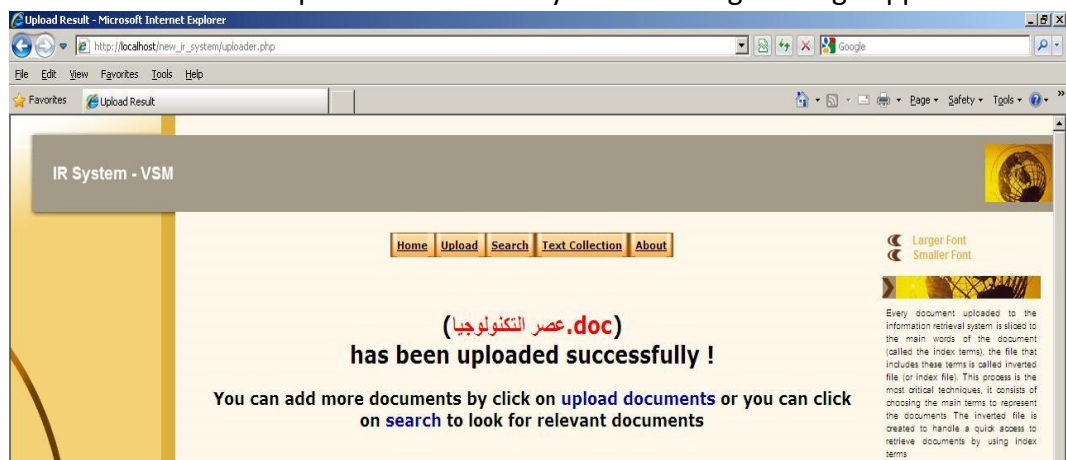 Upload Result - Microsoft Internet Explorer
http://localhost/new_ir_system/uploader.php
Google
File Edit View Favorites Tools Help
Favorites Upload Result
Page Safety Tools
IR System - VSM
Home Upload Search Text Collection About
Larger Font
Smaller Font
(عصر التكنولوجيا.doc)
has been uploaded successfully !
You can add more documents by click on upload documents or you can click
on search to look for relevant documents
Every document uploaded to the
information retrieval system is sliced to
the main words of the document
(called the index terms), the file that
includes these terms is called inverted
file (or index file). This process is the
most critical techniques, it consists of
choosing the main terms to represent
the documents The inverted file is
created to handle a quick access to
retrieve documents by using index
terms